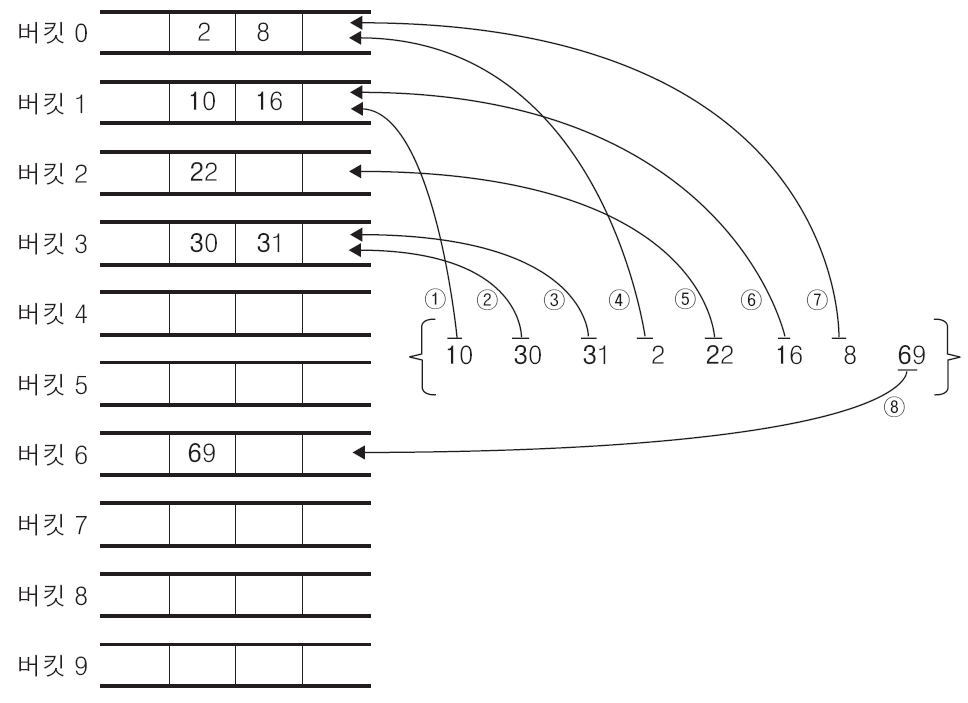 버킷 0 2 8
버킷 1 10 16
버킷 2 22
버킷 3 30 31
버킷 4
① ② ③ ④ ⑤ ⑥ ⑦
{ 10 30 31 2 22 16 8 69 }
버킷 5
⑧
버킷 6 69
버킷 7
버킷 8
버킷 9